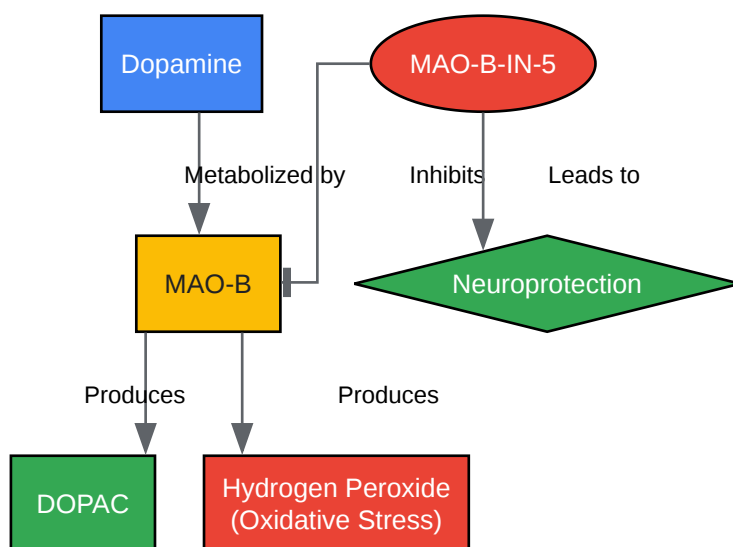 Dopamine
MAO-B-IN-5
Metabolized by
Inhibits
Leads to
MAO-B
Neuroprotection
Produces
Produces
DOPAC
Hydrogen Peroxide
(Oxidative Stress)